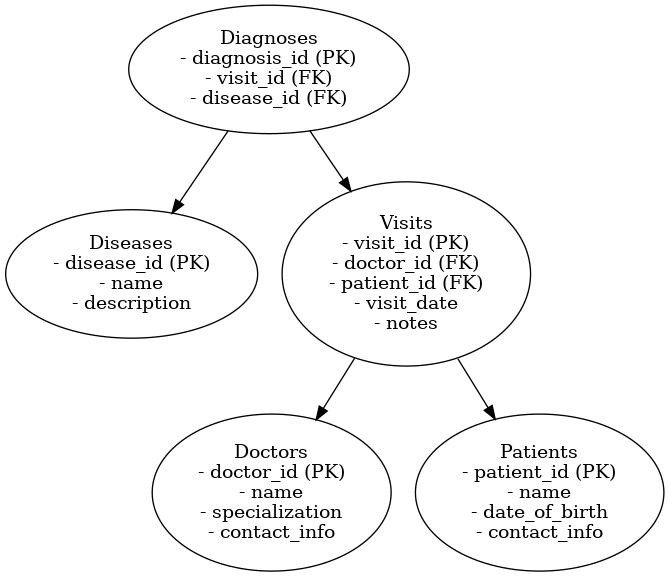 Diagnoses
- diagnosis_id (PK)
- visit_id (FK)
- disease_id (FK)
Diseases
- disease_id (PK)
- name
- description
Visits
- visit_id (PK)
- doctor_id (FK)
- patient_id (FK)
- visit_date
- notes
Doctors
- doctor_id (PK)
- name
- specialization
- contact_info
Patients
- patient_id (PK)
- name
- date_of_birth
- contact_info